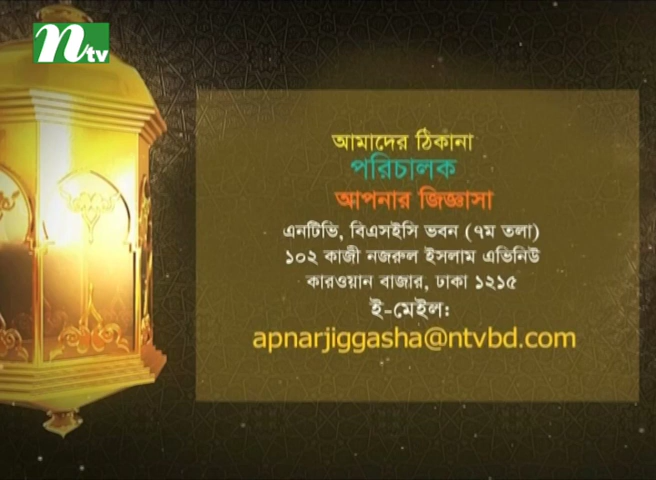 ntv
আমাদের ঠিকানা
পরিচালক
আপনার জিজ্ঞাসা
এনটিভি, বিএসইসি ভবন (৭ম তলা)
১০২ কাজী নজরুল ইসলাম এভিনিউ
কারওয়ান বাজার, ঢাকা ১২১৫
ই-মেইল:
apnarjiggasha@ntvbd.com